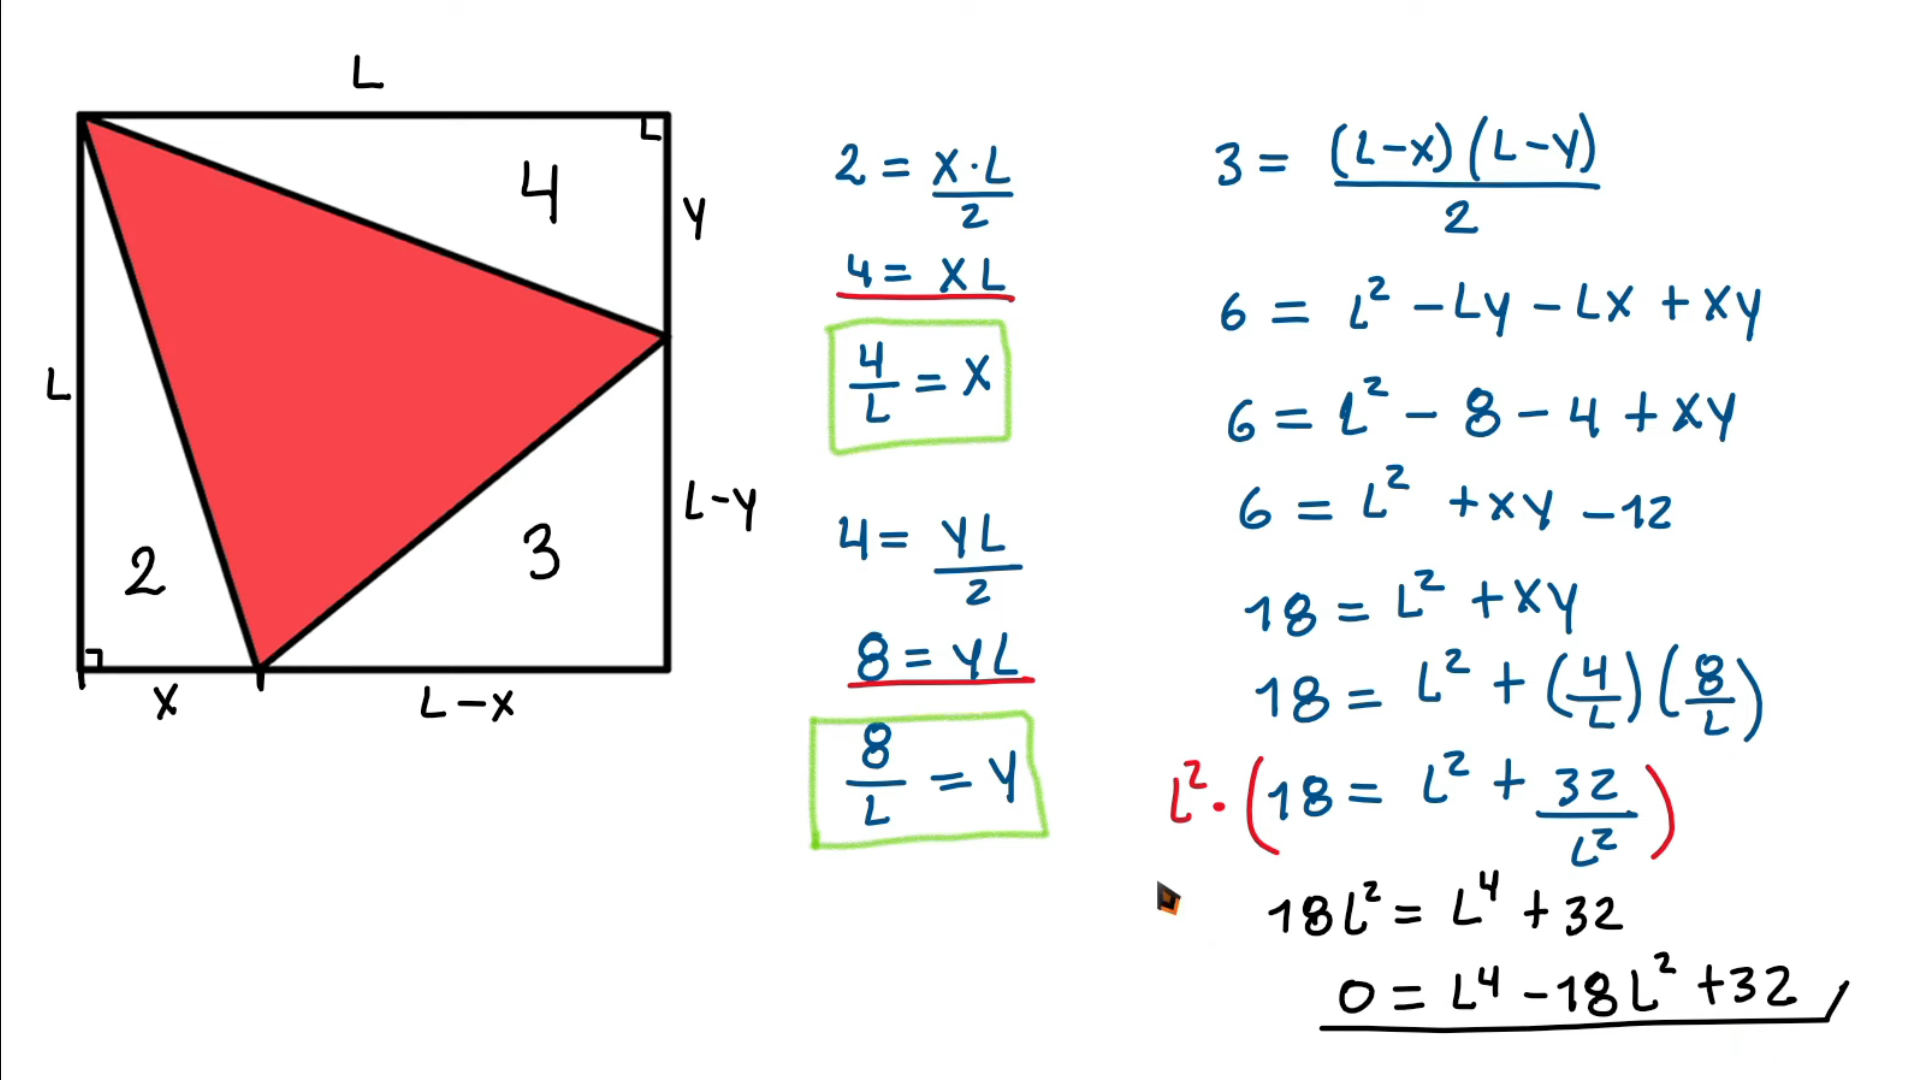 L
4
y
L
L-y
2
3
x
L-x
2 = x·L/2
4 = xL
4/L = x
4 = yL/2
8 = yL
8/L = y
3 = (L-x)(L-y)/2
6 = L² - Ly - Lx + xy
6 = L² - 8 - 4 + xy
6 = L² + xy - 12
18 = L² + xy
18 = L² + (4/L)(8/L)
L²·(18 = L² + 32/L²)
18L² = L⁴ + 32
0 = L⁴ - 18L² + 32